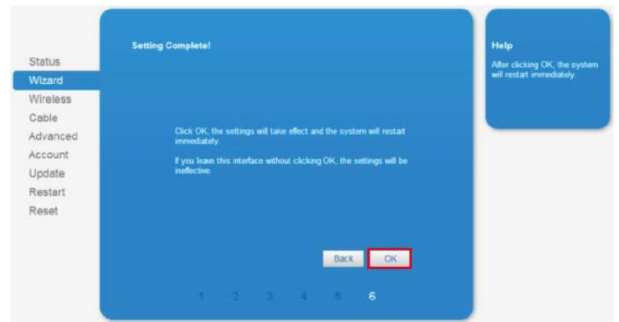 Status
Wizard
Wireless
Cable
Advanced
Account
Update
Restart
Reset
Setting Complete!
Click OK, the settings will take effect and the system will restart
immediately.
If you leave this interface without clicking OK, the settings will be
ineffective.
Back OK
1 2 3 4 5 6
Help
After clicking OK, the system
will restart immediately.